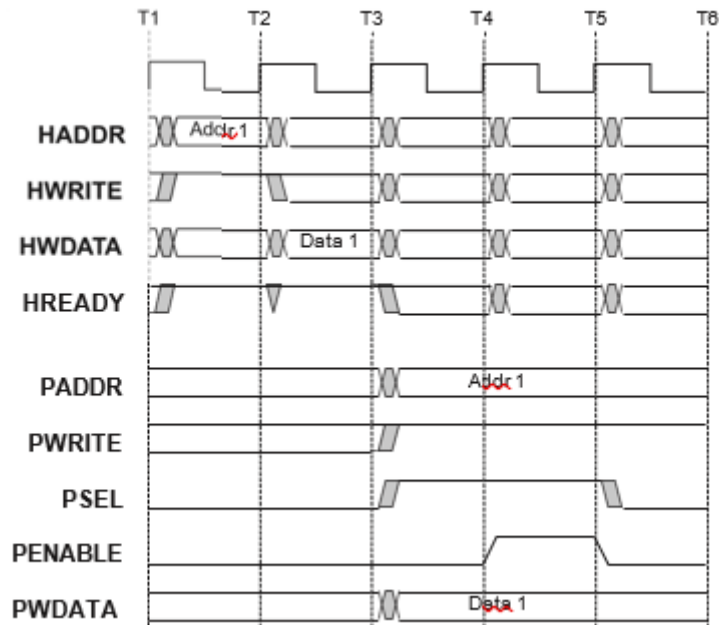 T1 T2 T3 T4 T5 T6
HADDR Addr 1
HWRITE
HWDATA Data 1
HREADY
PADDR Addr 1
PWRITE
PSEL
PENABLE
PWDATA Data 1